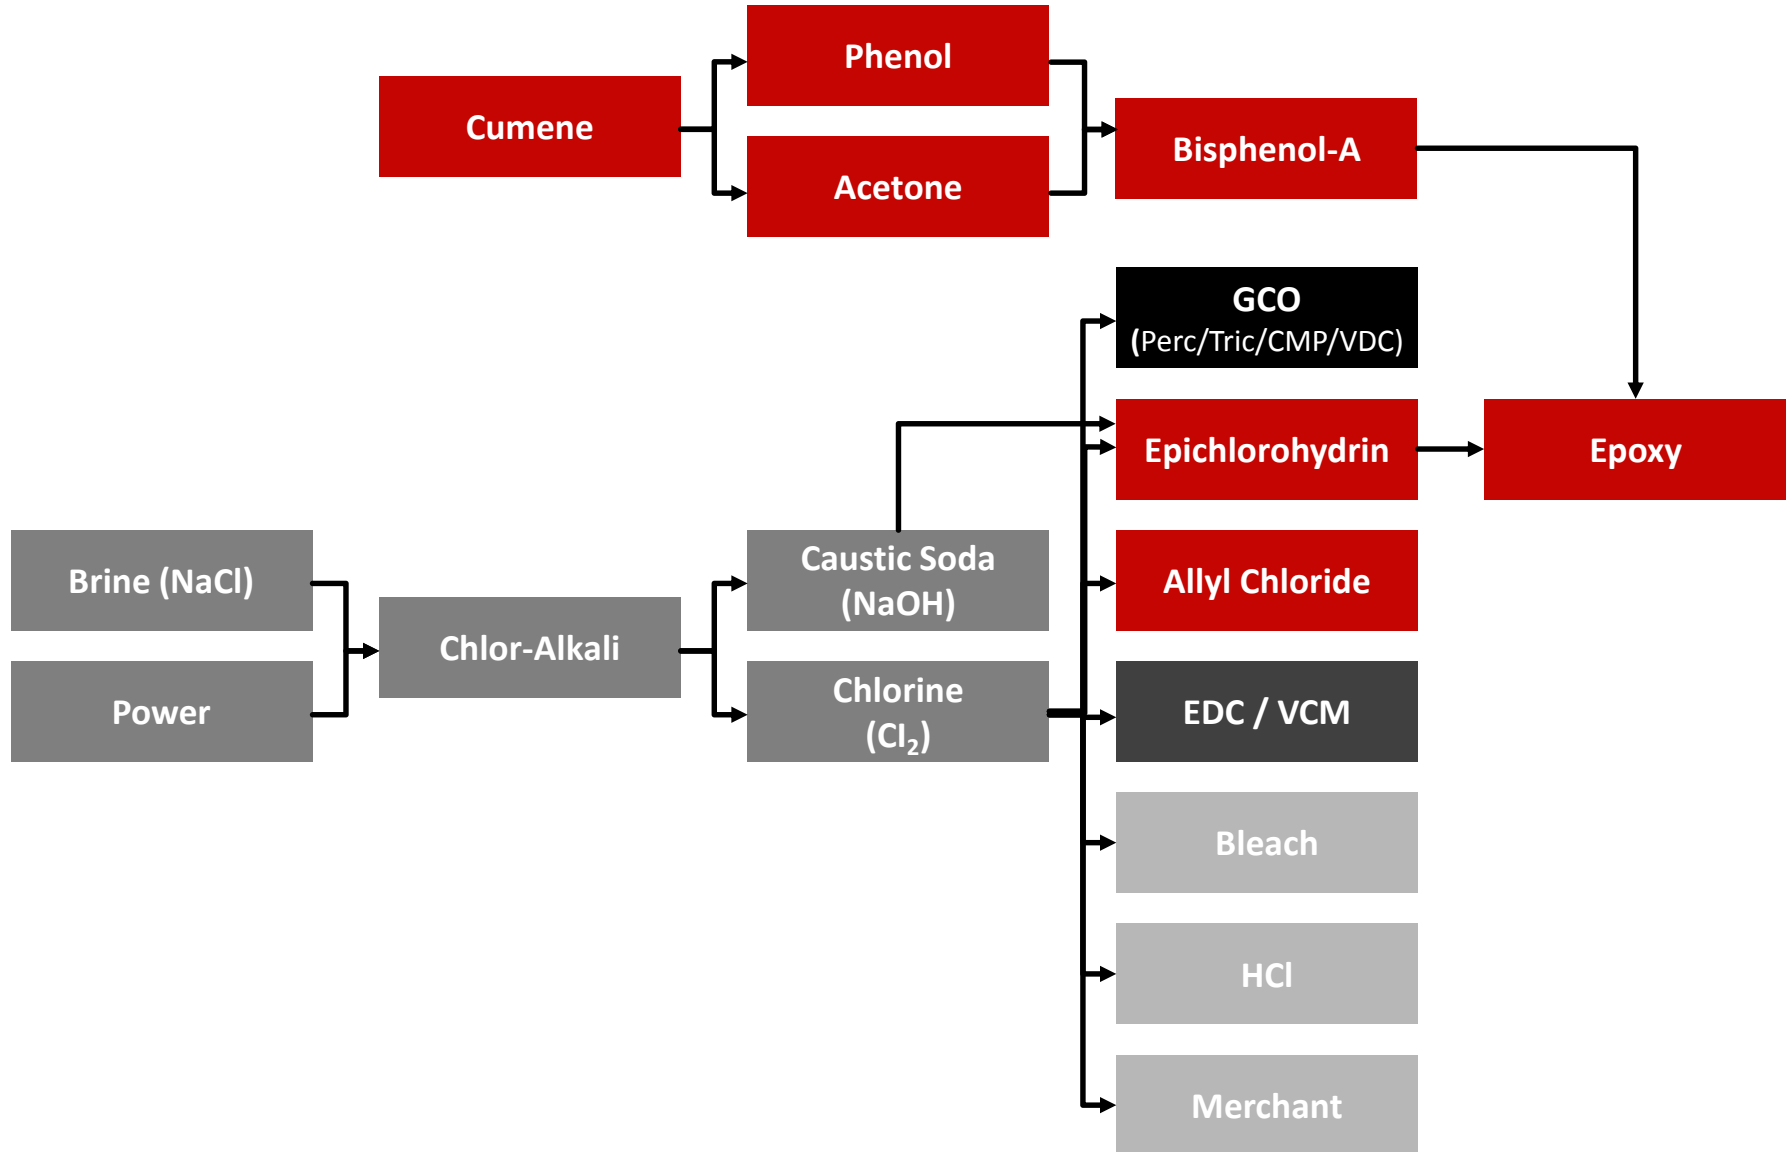 Phenol
Cumene
Acetone
Bisphenol-A
GCO
(Perc/Tric/CMP/VDC)
Epichlorohydrin
Epoxy
Brine (NaCl)
Power
Chlor-Alkali
Caustic Soda
(NaOH)
Chlorine
(Cl₂)
Allyl Chloride
EDC / VCM
Bleach
HCl
Merchant